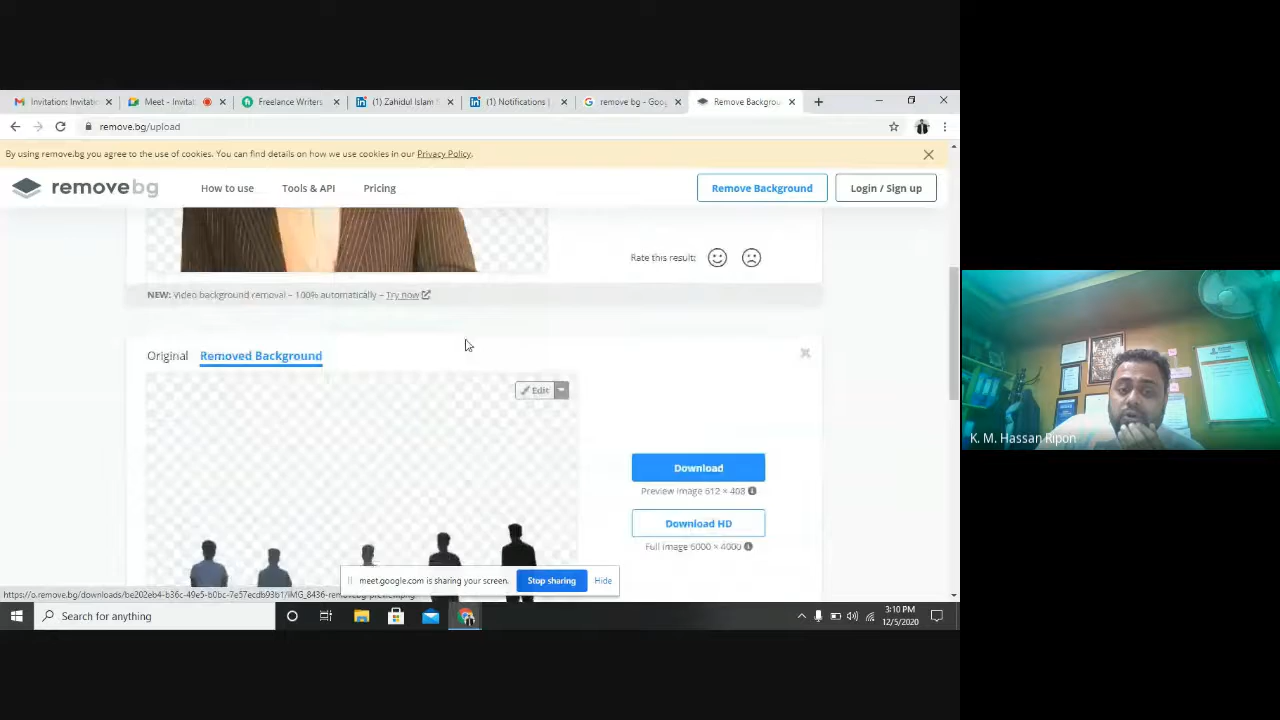 Invitation: Invitati
Meet - Invitat
Freelance Writers
(1) Zahidul Islam
(1) Notifications |
remove bg - Goog
Remove Backgrou
remove.bg/upload
By using remove.bg you agree to the use of cookies. You can find details on how we use cookies in our Privacy Policy.
removebg How to use Tools & API Pricing Remove Background Login / Sign up
Rate this result:
NEW: Video background removal – 100% automatically – Try now
Original Removed Background
Edit
Download
Preview image 612 × 408
Download HD
Full image 6000 × 4000
meet.google.com is sharing your screen. Stop sharing Hide
Search for anything
3:10 PM
12/5/2020
K. M. Hassan Ripon